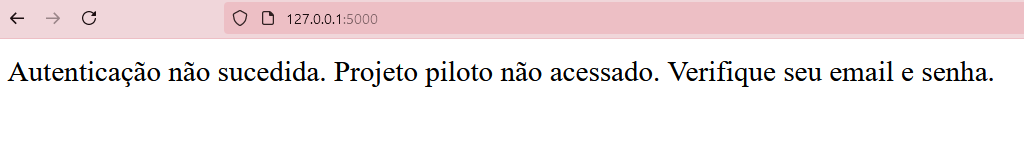 127.0.0.1:5000
Autenticação não sucedida. Projeto piloto não acessado. Verifique seu email e senha.